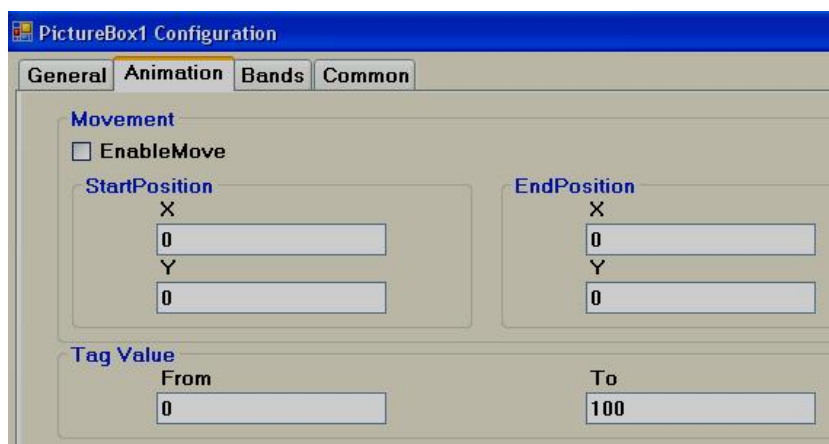 PictureBox1 Configuration
General Animation Bands Common
Movement
EnableMove
StartPosition EndPosition
X X
0 0
Y Y
0 0
Tag Value
From To
0 100